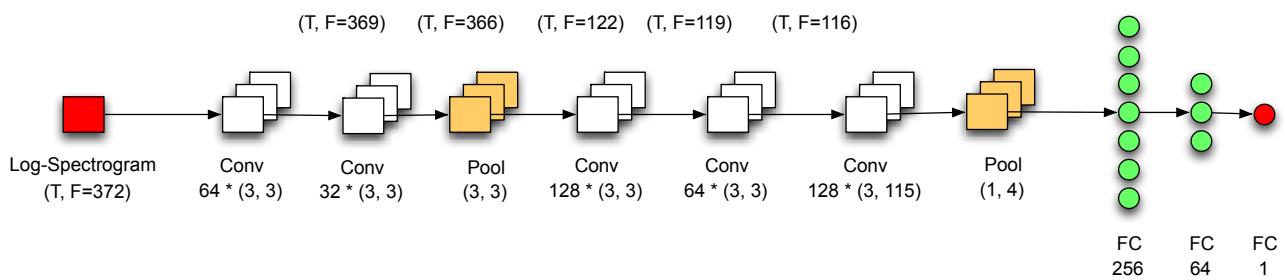 (T, F=369)
(T, F=366)
(T, F=122)
(T, F=119)
(T, F=116)
Log-Spectrogram
(T, F=372)
Conv
64 * (3, 3)
Conv
32 * (3, 3)
Pool
(3, 3)
Conv
128 * (3, 3)
Conv
64 * (3, 3)
Conv
128 * (3, 115)
Pool
(1, 4)
FC
256
FC
64
FC
1